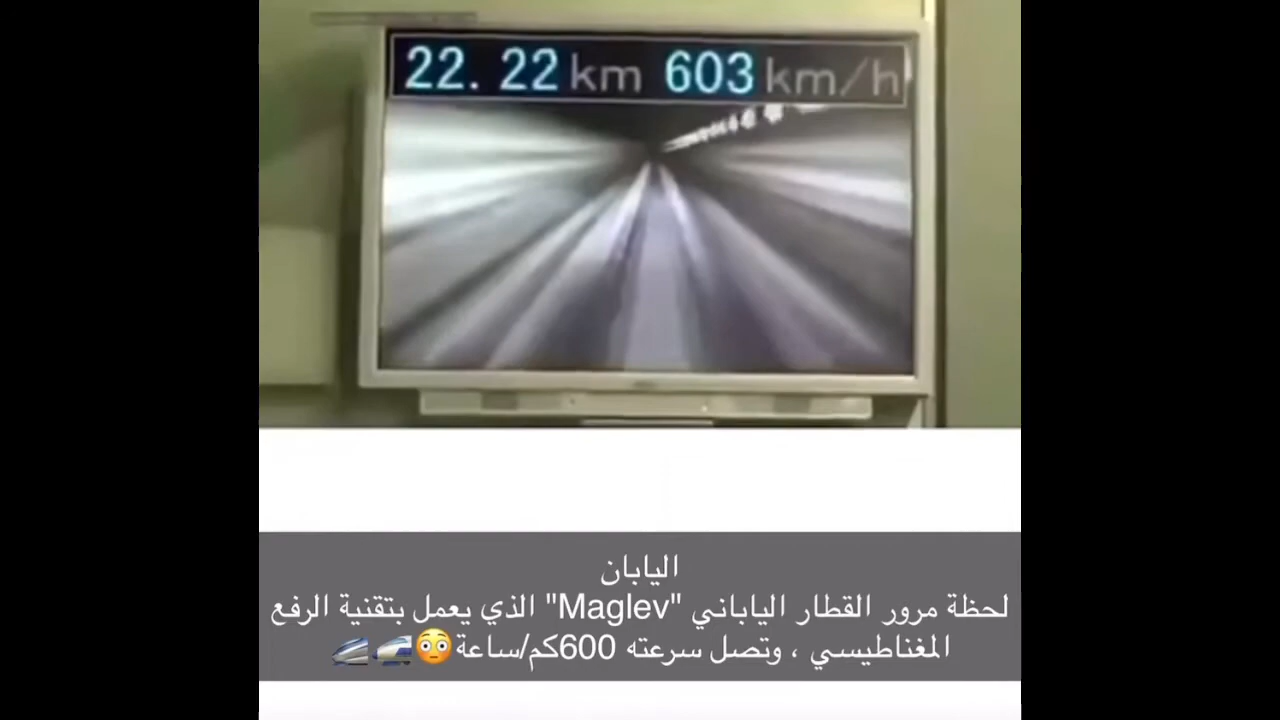 22. 22 km 603 km/h
اليابان
لحظة مرور القطار الياباني "Maglev" الذي يعمل بتقنية الرفع
المغناطيسي ، وتصل سرعته 600كم/ساعة😳🚄🚅